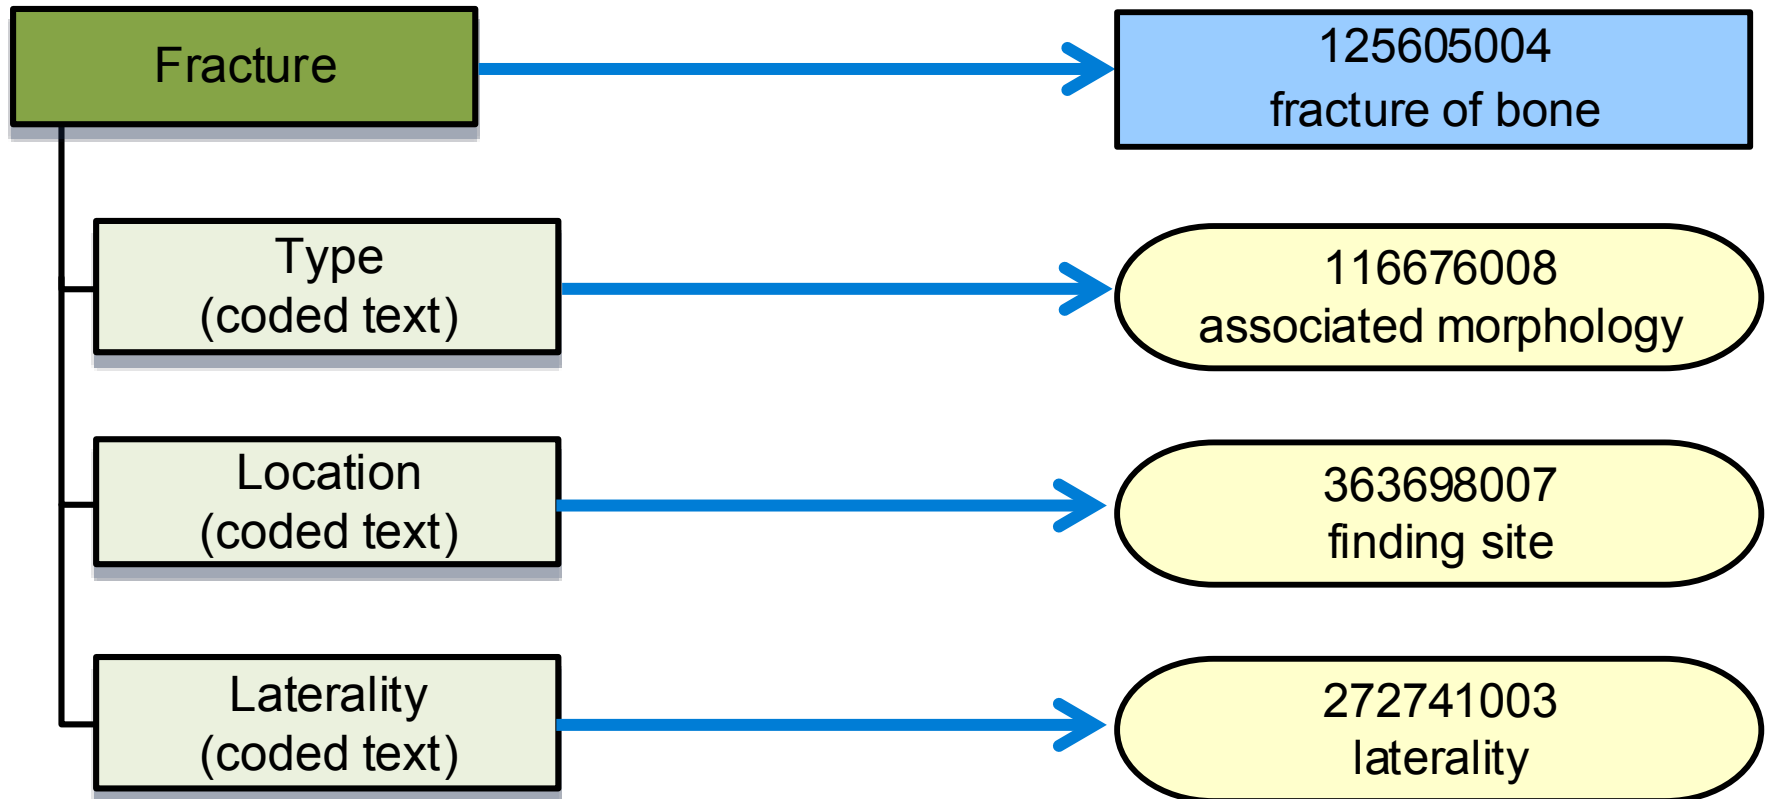 Fracture
125605004
fracture of bone
Type
(coded text)
116676008
associated morphology
Location
(coded text)
363698007
finding site
Laterality
(coded text)
272741003
laterality